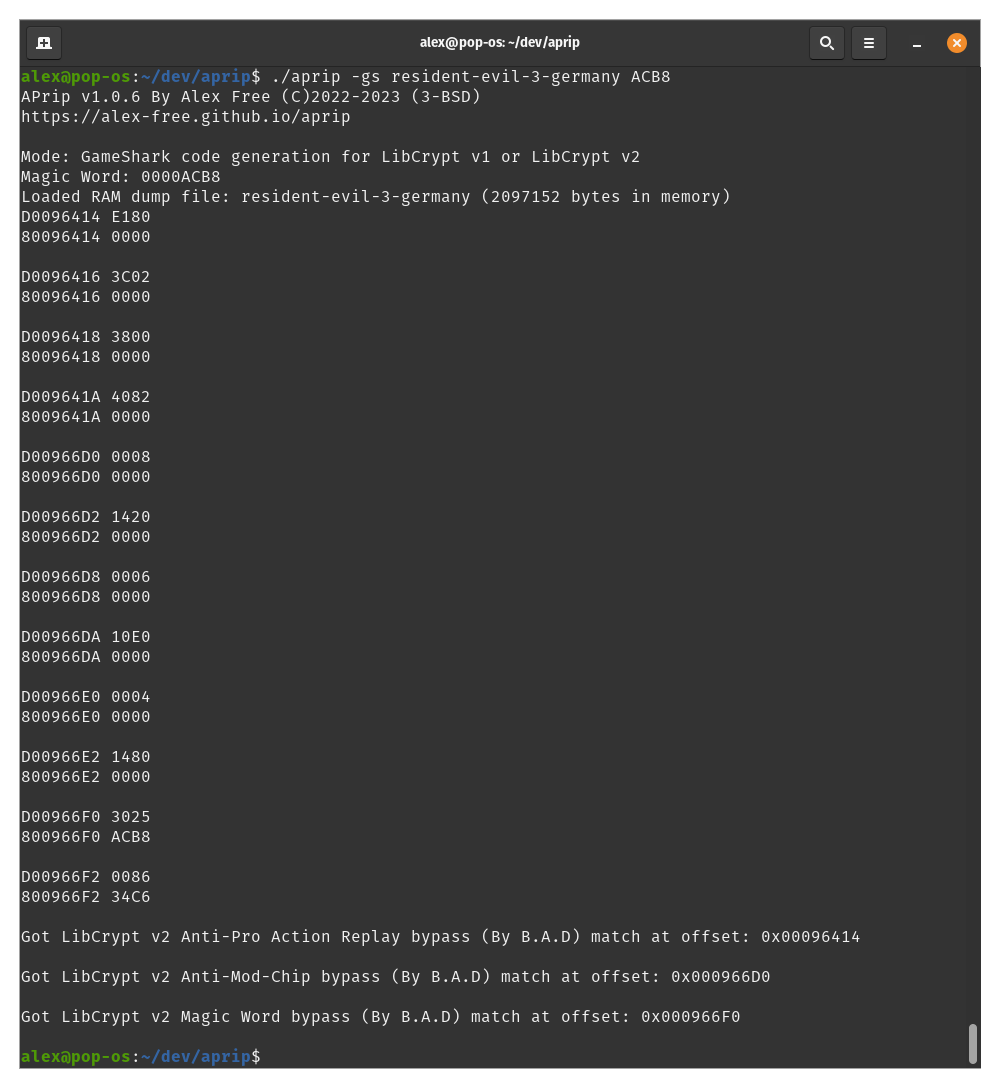 alex@pop-os: ~/dev/aprip
alex@pop-os:~/dev/aprip$ ./aprip -gs resident-evil-3-germany ACB8
APrip v1.0.6 By Alex Free (C)2022-2023 (3-BSD)
https://alex-free.github.io/aprip

Mode: GameShark code generation for LibCrypt v1 or LibCrypt v2
Magic Word: 0000ACB8
Loaded RAM dump file: resident-evil-3-germany (2097152 bytes in memory)
D0096414 E180
80096414 0000

D0096416 3C02
80096416 0000

D0096418 3800
80096418 0000

D009641A 4082
8009641A 0000

D00966D0 0008
800966D0 0000

D00966D2 1420
800966D2 0000

D00966D8 0006
800966D8 0000

D00966DA 10E0
800966DA 0000

D00966E0 0004
800966E0 0000

D00966E2 1480
800966E2 0000

D00966F0 3025
800966F0 ACB8

D00966F2 0086
800966F2 34C6

Got LibCrypt v2 Anti-Pro Action Replay bypass (By B.A.D) match at offset: 0x00096414

Got LibCrypt v2 Anti-Mod-Chip bypass (By B.A.D) match at offset: 0x000966D0

Got LibCrypt v2 Magic Word bypass (By B.A.D) match at offset: 0x000966F0

alex@pop-os:~/dev/aprip$